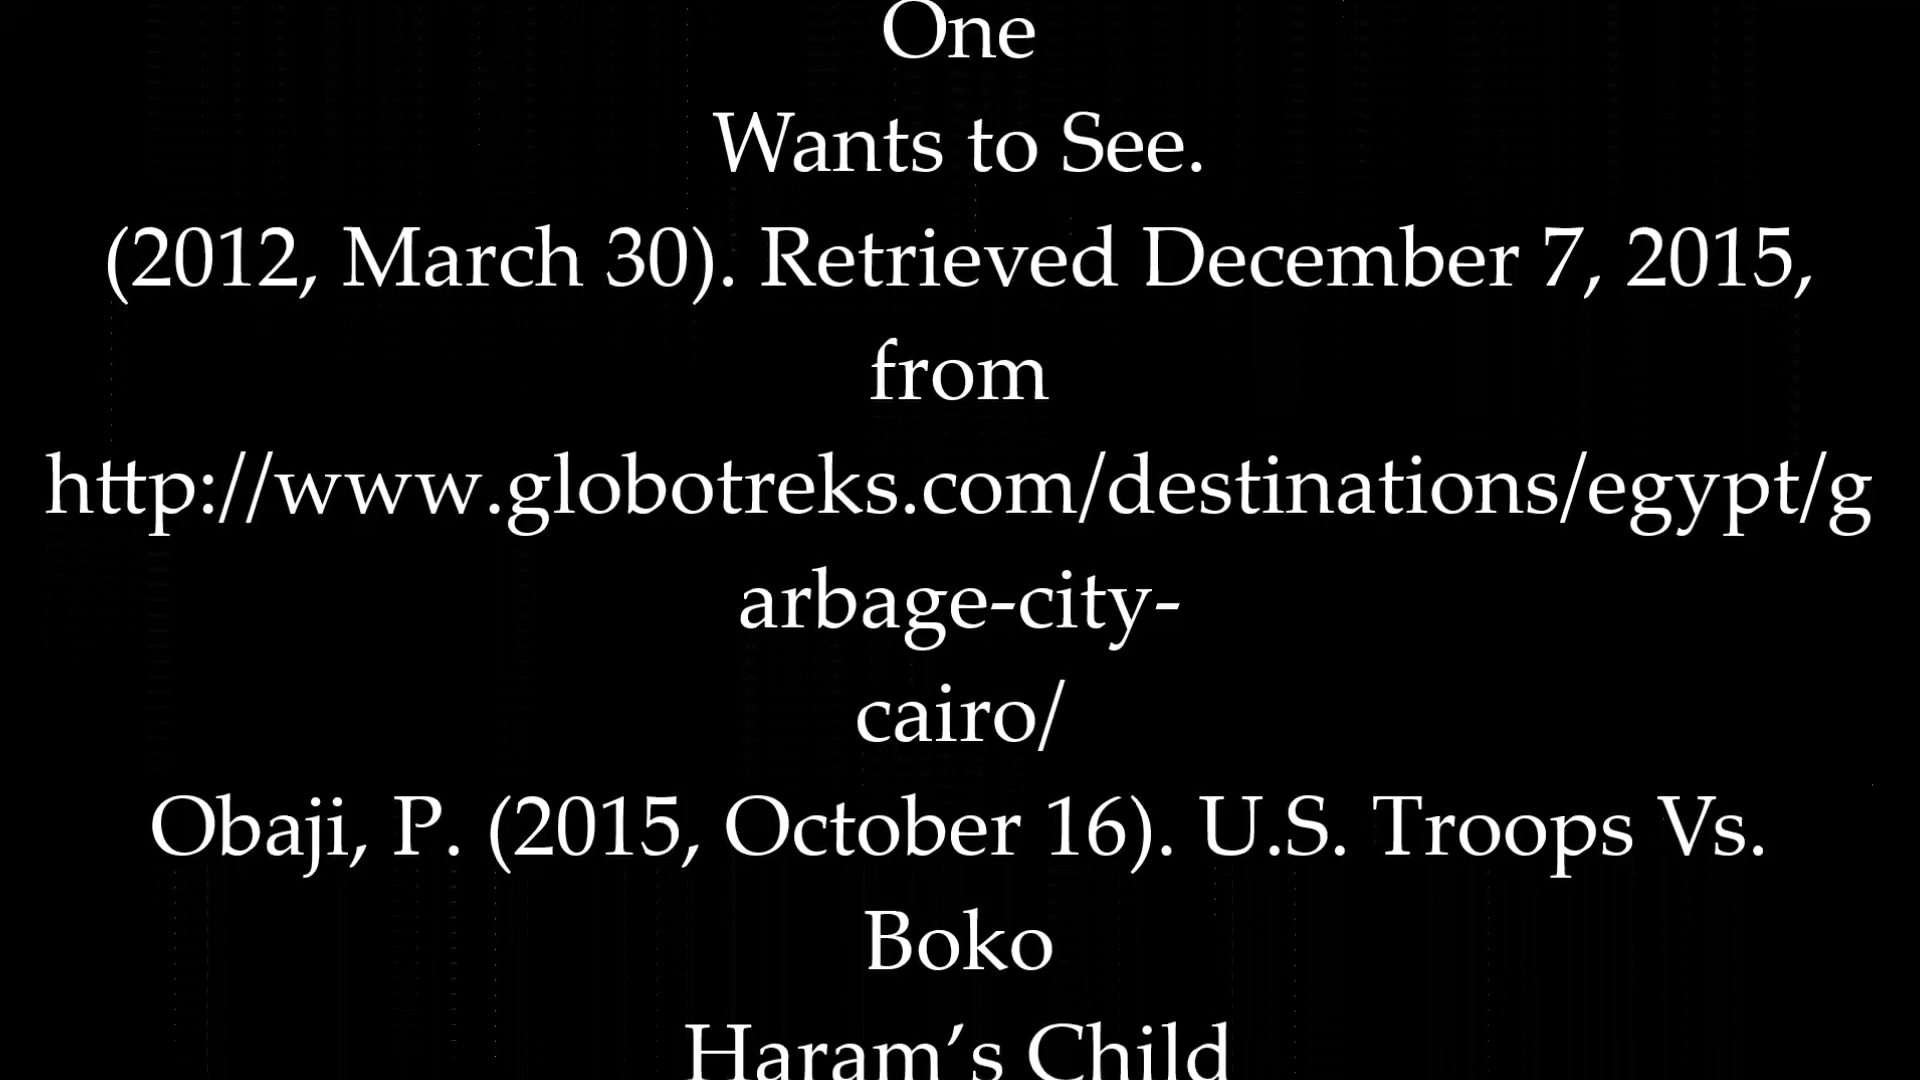 One
Wants to See.
(2012, March 30). Retrieved December 7, 2015,
from
http://www.globotreks.com/destinations/egypt/g
arbage-city-
cairo/
Obaji, P. (2015, October 16). U.S. Troops Vs.
Boko
Haram’s Child